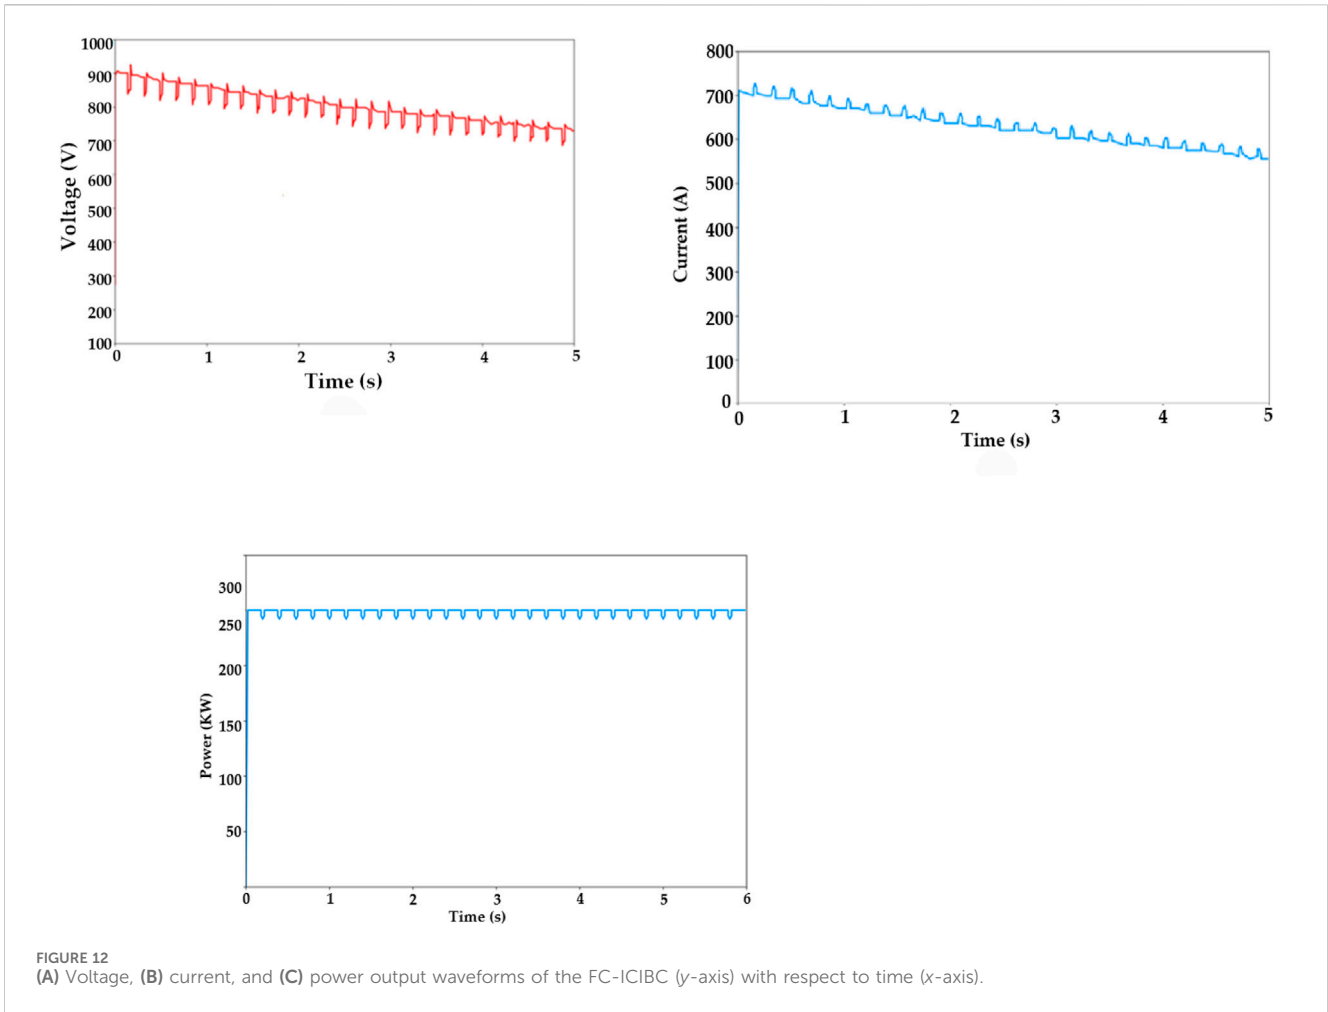 1000
900
800
700
600
500
400
300
200
100
0 1 2 3 4 5
Voltage (V)
Time (s)
800
700
600
500
400
300
200
100
0
0 1 2 3 4 5
Current (A)
Time (s)
300
250
200
150
100
50
0 1 2 3 4 5 6
Power (KW)
Time (s)
FIGURE 12
(A) Voltage, (B) current, and (C) power output waveforms of the FC-ICIBC (y-axis) with respect to time (x-axis).